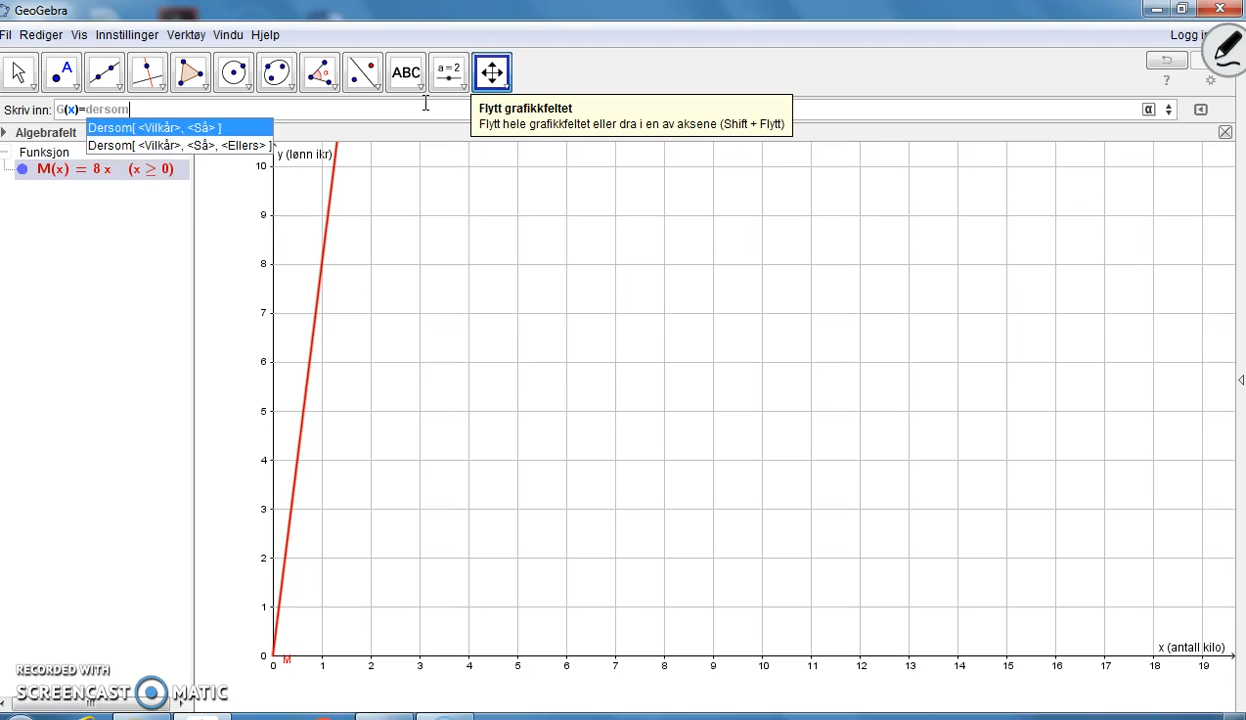 GeoGebra
Fil Rediger Vis Innstillinger Verktøy Vindu Hjelp
Logg
A
α
ABC
a=2
Skriv inn: G(x)=dersom
α
Flytt grafikkfeltet
Flytt hele grafikkfeltet eller dra i en av aksene (Shift + Flytt)
Dersom[ <Vilkår>, <Så> ]
Dersom[ <Vilkår>, <Så>, <Ellers> ]
Algebrafelt
Funksjon
M(x) = 8 x (x ≥ 0)
y (lønn ikr)
10
9
8
7
6
5
4
3
2
1
0
M
x (antall kilo)
0 1 2 3 4 5 6 7 8 9 10 11 12 13 14 15 16 17 18 19
RECORDED WITH
SCREENCAST MATIC